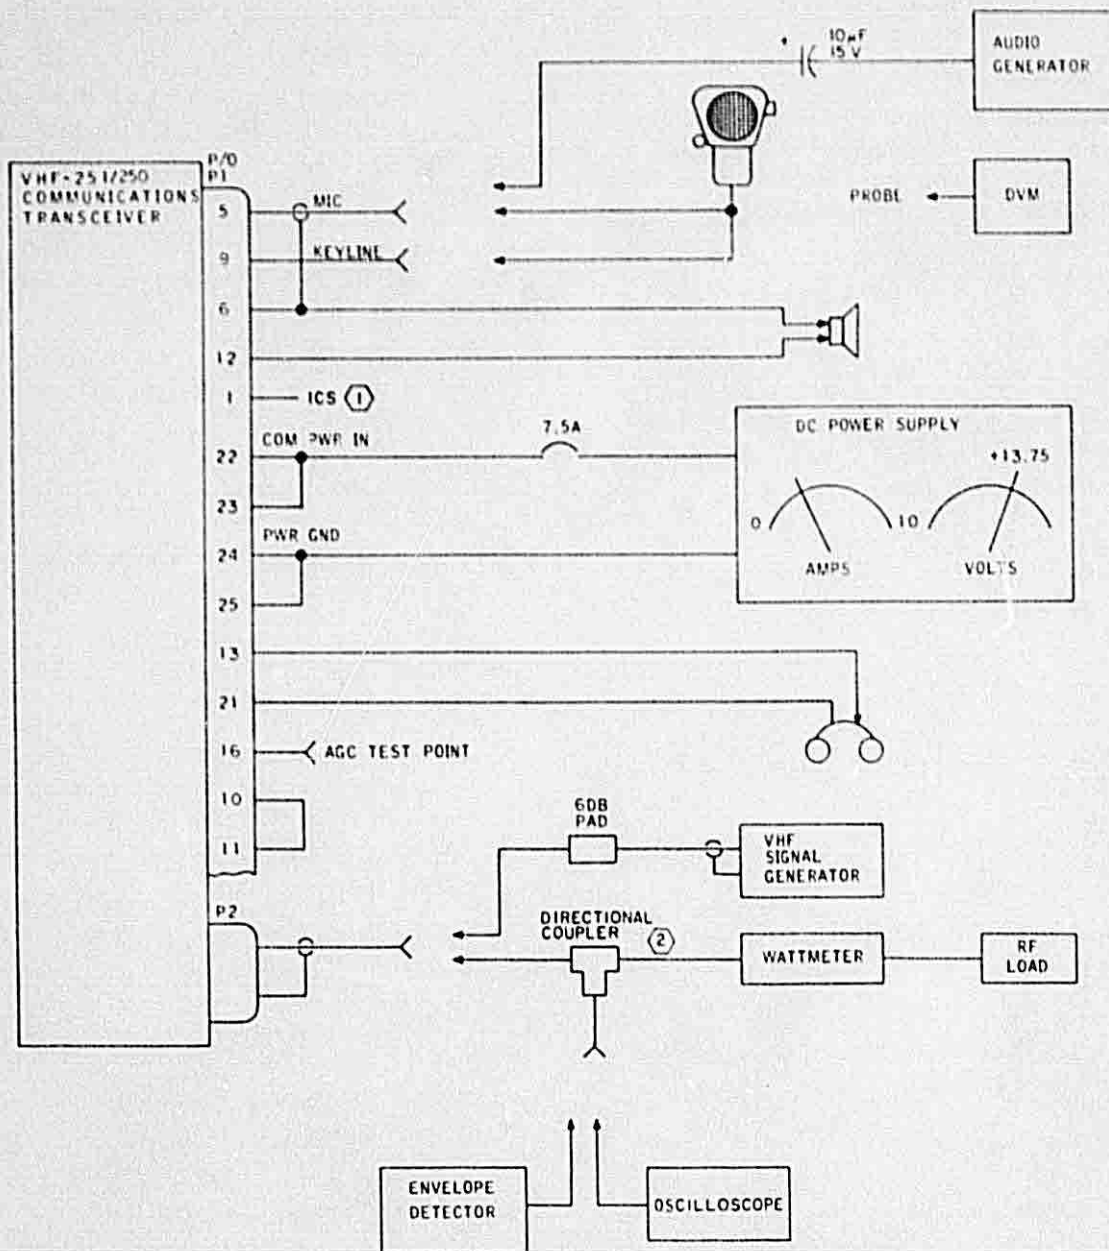 10µF
15 V
AUDIO
GENERATOR
P/O
P1
VHF-251/250
COMMUNICATIONS
TRANSCEIVER
5
MIC
PROBE
DVM
9
KEYLINE
6
12
1
ICS 1
COM PWR IN
7.5A
DC POWER SUPPLY
+13.75
22
23
0
10
PWR GND
24
AMPS
VOLTS
25
13
21
16
AGC TEST POINT
10
11
6DB
PAD
VHF
SIGNAL
GENERATOR
P2
DIRECTIONAL
COUPLER
2
WATTMETER
RF
LOAD
ENVELOPE
DETECTOR
OSCILLOSCOPE